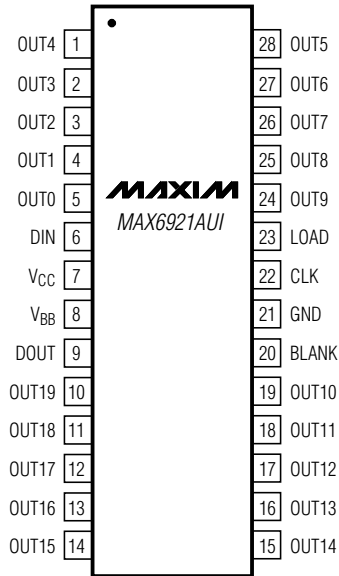 OUT4 1 28 OUT5
OUT3 2 27 OUT6
OUT2 3 26 OUT7
OUT1 4 25 OUT8
OUT0 5 MAXIM 24 OUT9
DIN 6 MAX6921AUI 23 LOAD
VCC 7 22 CLK
VBB 8 21 GND
DOUT 9 20 BLANK
OUT19 10 19 OUT10
OUT18 11 18 OUT11
OUT17 12 17 OUT12
OUT16 13 16 OUT13
OUT15 14 15 OUT14